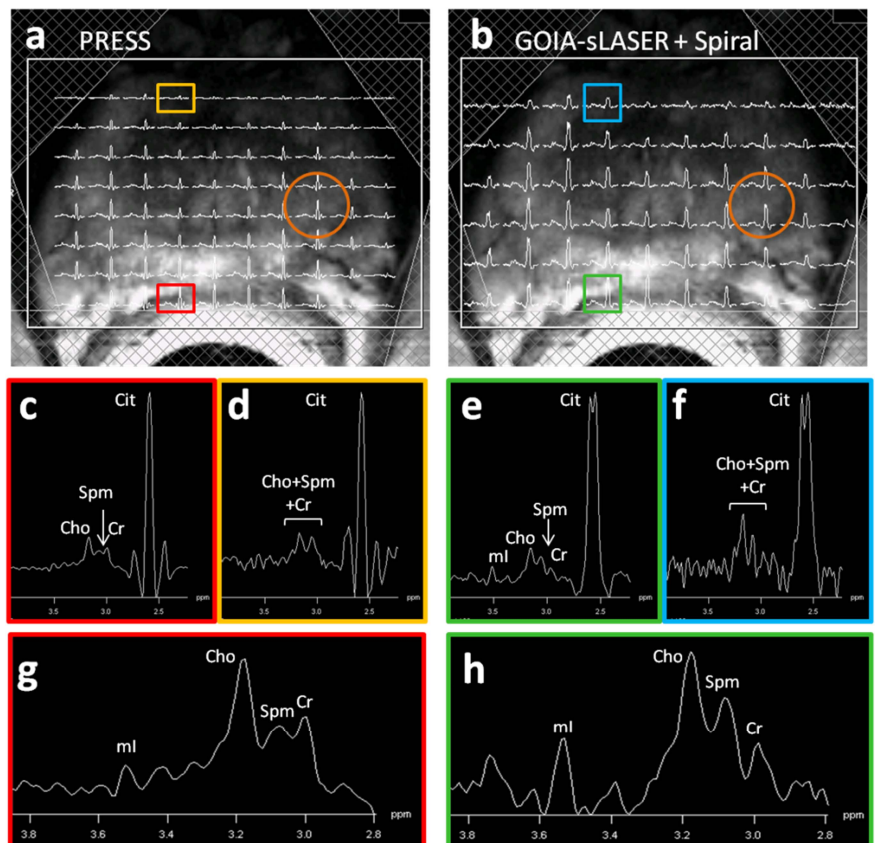 a PRESS
b GOIA-sLASER + Spiral
c
Cit
Spm
Cho
Cr
3.5 3.0 2.5 ppm
d
Cit
Cho+Spm
+Cr
3.5 3.0 2.5 ppm
e
Cit
Spm
Cho
mI
Cr
3.5 3.0 2.5 ppm
f
Cit
Cho+Spm
+Cr
3.5 3.0 2.5 ppm
g
Cho
Spm
Cr
mI
ppm
3.8 3.6 3.4 3.2 3.0 2.8
h
Cho
Spm
mI
Cr
ppm
3.8 3.6 3.4 3.2 3.0 2.8